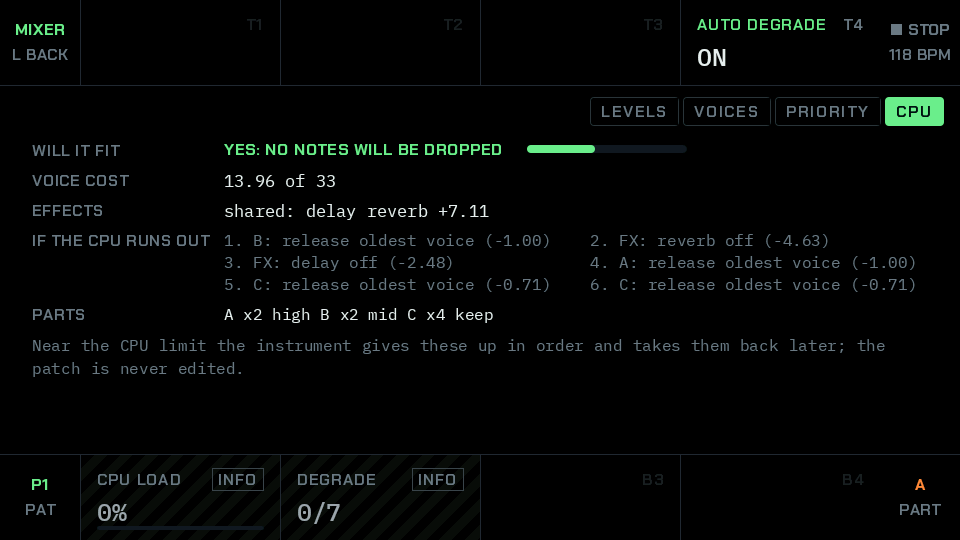 MIXER
L BACK
T1
T2
T3
AUTO DEGRADE T4
ON
STOP
118 BPM
LEVELS VOICES PRIORITY CPU
WILL IT FIT YES: NO NOTES WILL BE DROPPED
VOICE COST 13.96 of 33
EFFECTS shared: delay reverb +7.11
IF THE CPU RUNS OUT 1. B: release oldest voice (-1.00) 2. FX: reverb off (-4.63)
3. FX: delay off (-2.48) 4. A: release oldest voice (-1.00)
5. C: release oldest voice (-0.71) 6. C: release oldest voice (-0.71)
PARTS A x2 high B x2 mid C x4 keep
Near the CPU limit the instrument gives these up in order and takes them back later; the
patch is never edited.
P1
PAT
CPU LOAD INFO
0%
DEGRADE INFO
0/7
B3
B4
A
PART